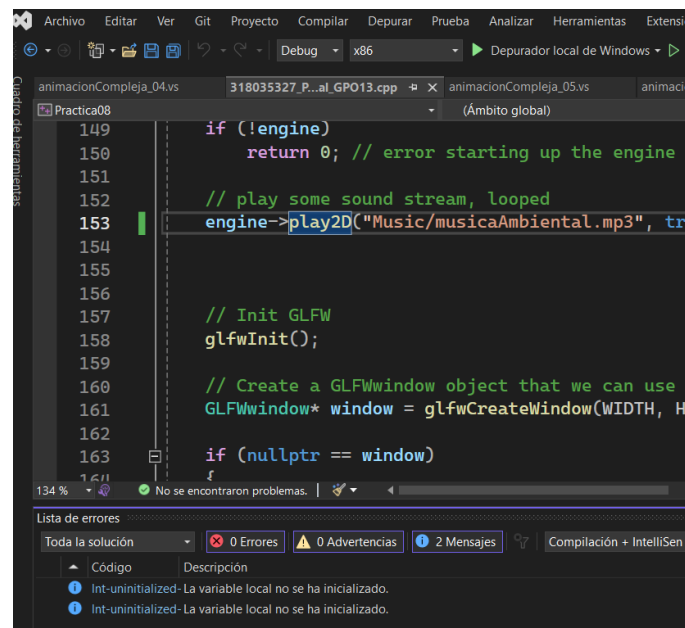 Archivo Editar Ver Git Proyecto Compilar Depurar Prueba Analizar Herramientas Extensi
Debug x86 Depurador local de Windows
Cuadro de herramientas
animacionCompleja_04.vs 318035327_P...al_GPO13.cpp animacionCompleja_05.vs animaci
Practica08 (Ámbito global)
149 if (!engine)
150 return 0; // error starting up the engine
151
152 // play some sound stream, looped
153 engine->play2D("Music/musicaAmbiental.mp3", tr
154
155
156
157 // Init GLFW
158 glfwInit();
159
160 // Create a GLFWwindow object that we can use
161 GLFWwindow* window = glfwCreateWindow(WIDTH, H
162
163 if (nullptr == window)
164 {
134 % No se encontraron problemas.
Lista de errores
Toda la solución 0 Errores 0 Advertencias 2 Mensajes Compilación + IntelliSen
Código Descripción
Int-uninitialized- La variable local no se ha inicializado.
Int-uninitialized- La variable local no se ha inicializado.